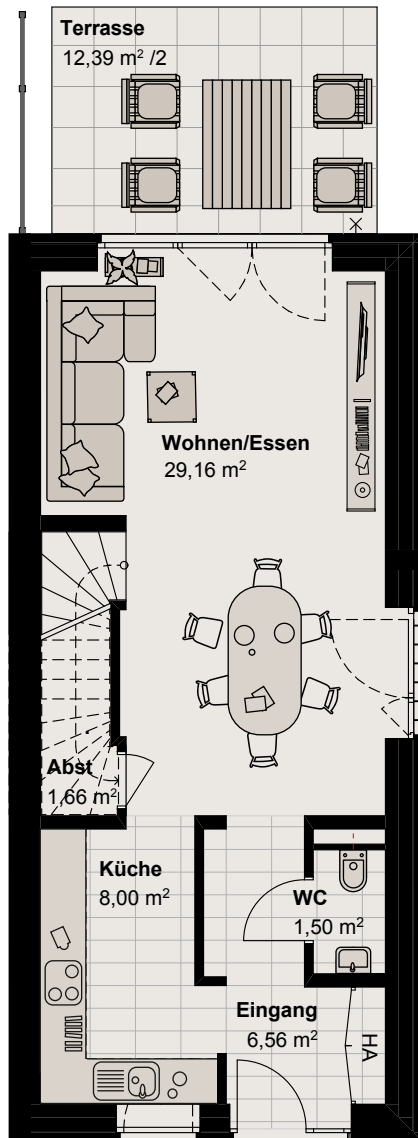 Terrasse
12,39 m² /2
Wohnen/Essen
29,16 m²
Abst
1,66 m²
Küche
8,00 m²
WC
1,50 m²
Eingang
6,56 m²
HA